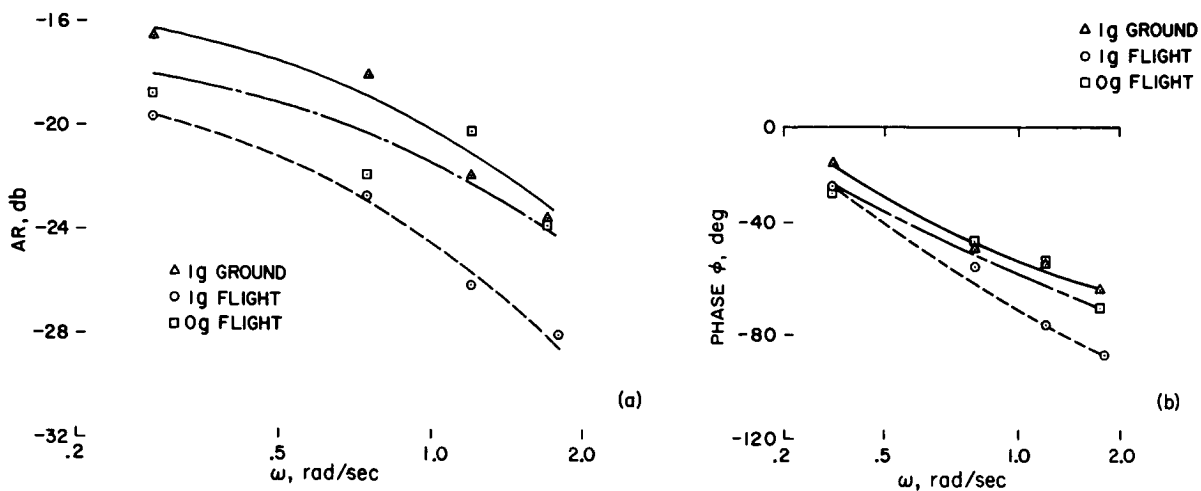 -16
-20
-24
-28
-32
AR, db
△ 1g GROUND
○ 1g FLIGHT
□ 0g FLIGHT
(a)
.2
.5
1.0
2.0
ω, rad/sec
△ 1g GROUND
○ 1g FLIGHT
□ 0g FLIGHT
0
-40
-80
-120
PHASE ϕ, deg
(b)
0.2
0.5
1.0
2.0
ω, rad/sec